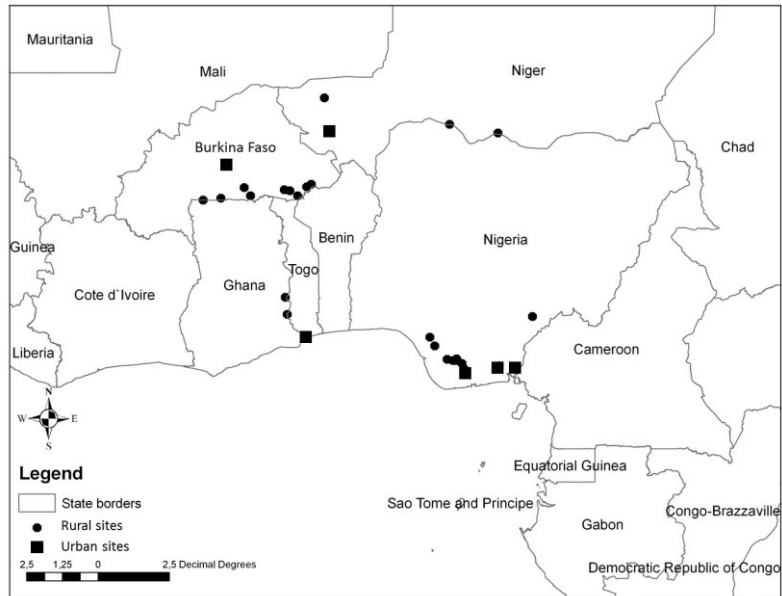 Mauritania
Mali
Niger
Burkina Faso
Chad
Benin
Nigeria
Guinea
Togo
Ghana
Cote d`Ivoire
Liberia
Cameroon
N
W E
S
Equatorial Guinea
Legend
State borders
Sao Tome and Principe
Congo-Brazzaville
Rural sites
Gabon
Urban sites
2,5 1,25 0 2,5 Decimal Degrees
Democratic Republic of Congo